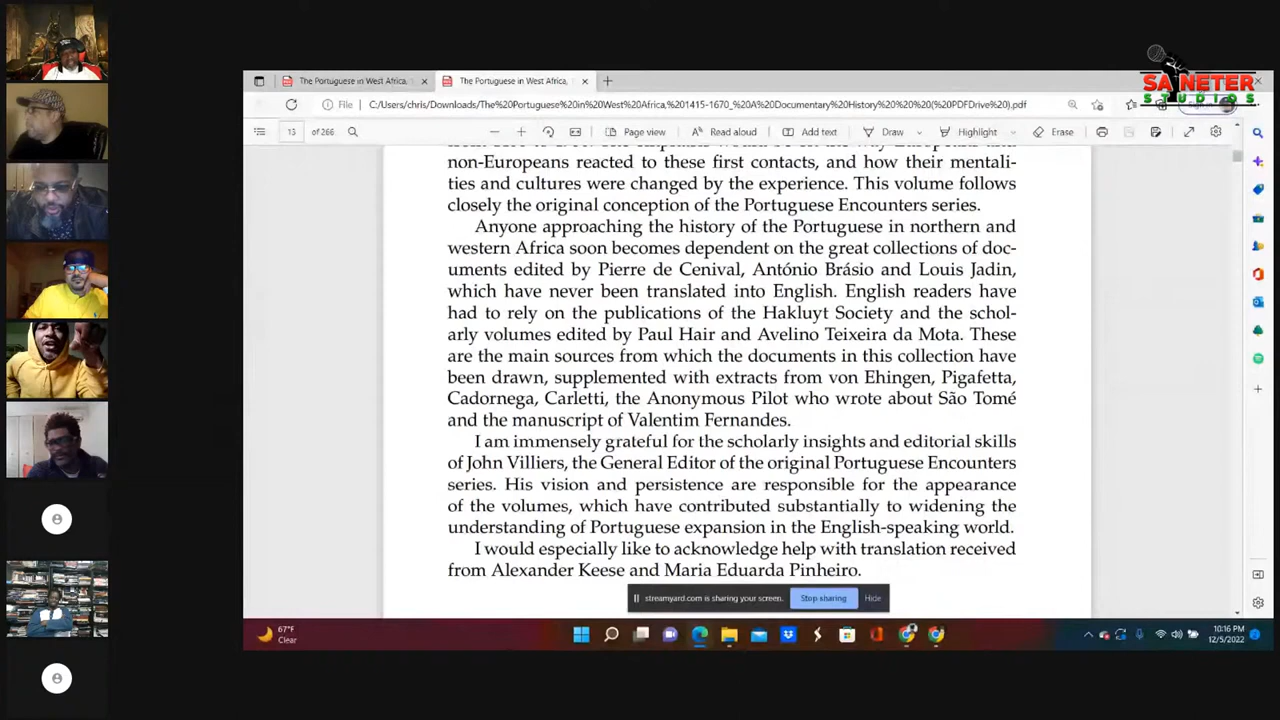 SANETER
STUDIOS
The Portuguese in West Africa,
The Portuguese in West Africa,
File
C:/Users/chris/Downloads/The%20Portuguese%20in%20West%20Africa,%201415-1670_%20A%20Documentary%20History%20%20%20(%20PDFDrive%20).pdf
13 of 266
Page view
Read aloud
Add text
Draw
Highlight
Erase
non-Europeans reacted to these first contacts, and how their mentali-
ties and cultures were changed by the experience. This volume follows
closely the original conception of the Portuguese Encounters series.
Anyone approaching the history of the Portuguese in northern and
western Africa soon becomes dependent on the great collections of doc-
uments edited by Pierre de Cenival, António Brásio and Louis Jadin,
which have never been translated into English. English readers have
had to rely on the publications of the Hakluyt Society and the schol-
arly volumes edited by Paul Hair and Avelino Teixeira da Mota. These
are the main sources from which the documents in this collection have
been drawn, supplemented with extracts from von Ehingen, Pigafetta,
Cadornega, Carletti, the Anonymous Pilot who wrote about São Tomé
and the manuscript of Valentim Fernandes.
I am immensely grateful for the scholarly insights and editorial skills
of John Villiers, the General Editor of the original Portuguese Encounters
series. His vision and persistence are responsible for the appearance
of the volumes, which have contributed substantially to widening the
understanding of Portuguese expansion in the English-speaking world.
I would especially like to acknowledge help with translation received
from Alexander Keese and Maria Eduarda Pinheiro.
streamyard.com is sharing your screen.
Stop sharing
Hide
67°F
Clear
10:16 PM
12/5/2022